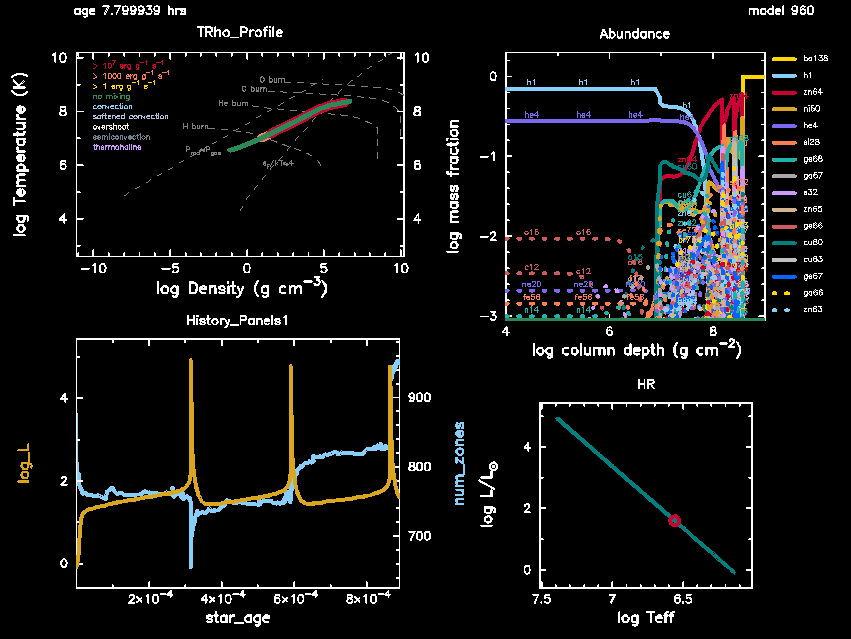 age 7.799939 hrs
model 960
TRho_Profile
> 10⁷ erg g⁻¹ s⁻¹
> 1000 erg g⁻¹ s⁻¹
> 1 erg g⁻¹ s⁻¹
no mixing
convection
softened convection
overshoot
semiconvection
thermohaline
O burn
C burn
He burn
H burn
log Temperature (K)
10
8
6
4
10
8
6
4
−10
−5
0
5
10
log Density (g cm⁻³)
Abundance
log mass fraction
0
−1
−2
−3
4
6
8
log column depth (g cm⁻²)
h1 h1 h1 h1
he4 he4 he4
o16 o16
c12 c12
ne20 ne20
fe56 fe56
n14 n14
ba138
h1
zn64
ni60
he4
si28
ge68
ga67
s32
zn65
ge66
cu60
cu63
ge67
ga66
zn63
History_Panels1
log_L
4
2
0
num_zones
900
800
700
2×10⁻⁴
4×10⁻⁴
6×10⁻⁴
8×10⁻⁴
star_age
HR
log L/L☉
4
2
0
7.5
7
6.5
log Teff